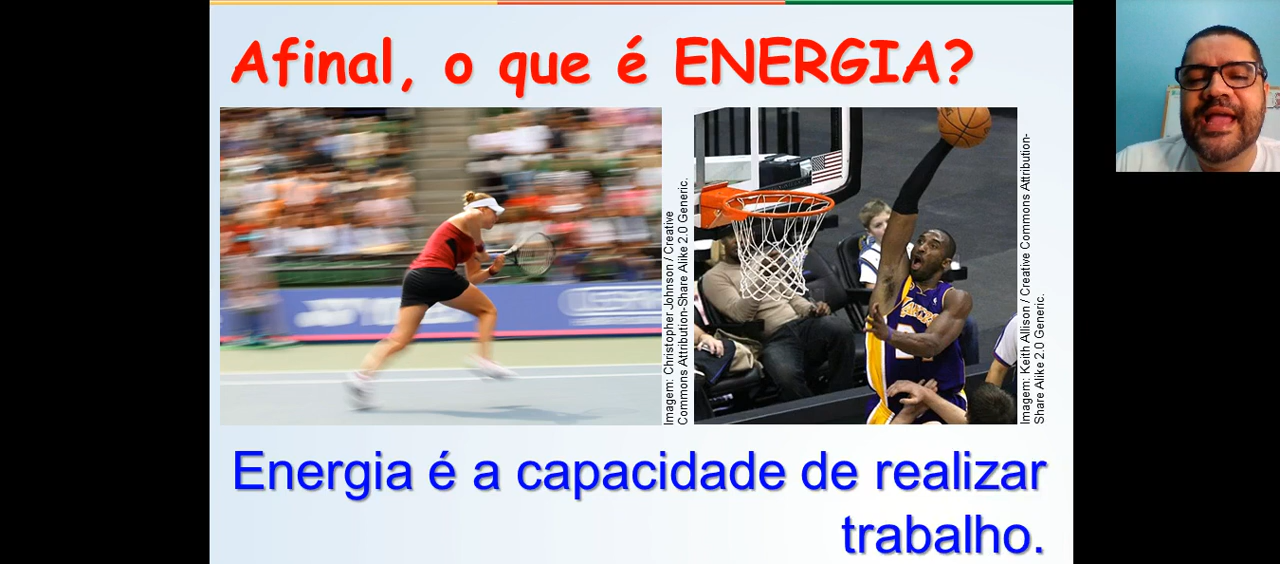 Afinal, o que é ENERGIA?
Imagem: Christopher Johnson / Creative
Commons Attribution-Share Alike 2.0 Generic.
Imagem: Keith Allison / Creative Commons Attribution-
Share Alike 2.0 Generic.
LAKERS
Energia é a capacidade de realizar
trabalho.